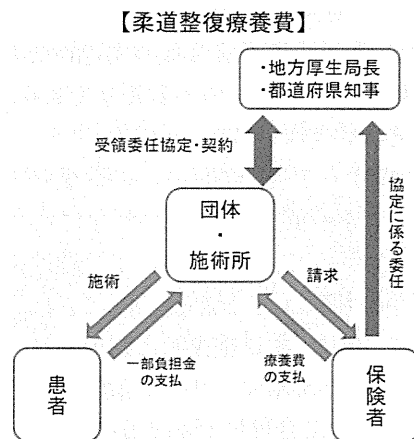 【柔道整復療養費】
・地方厚生局長
・都道府県知事
受領委任協定・契約
協定に係る委任
団体
・
施術所
施術
請求
一部負担金
の支払
療養費
の支払
患者
保険者